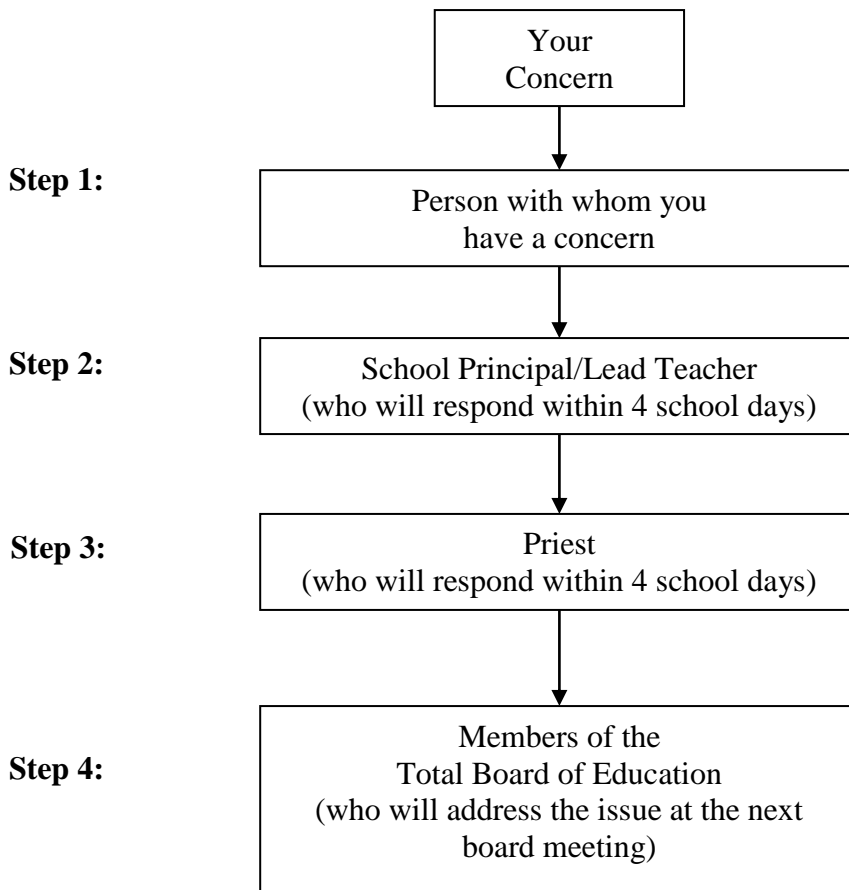 Your
Concern
Step 1:
Person with whom you
have a concern
Step 2:
School Principal/Lead Teacher
(who will respond within 4 school days)
Step 3:
Priest
(who will respond within 4 school days)
Step 4:
Members of the
Total Board of Education
(who will address the issue at the next
board meeting)